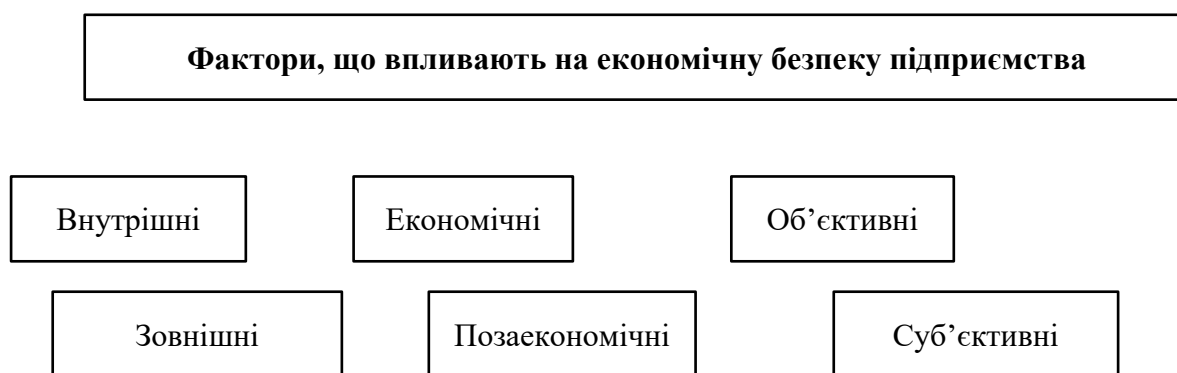 Фактори, що впливають на економічну безпеку підприємства
Внутрішні
Економічні
Об’єктивні
Зовнішні
Позаекономічні
Суб’єктивні